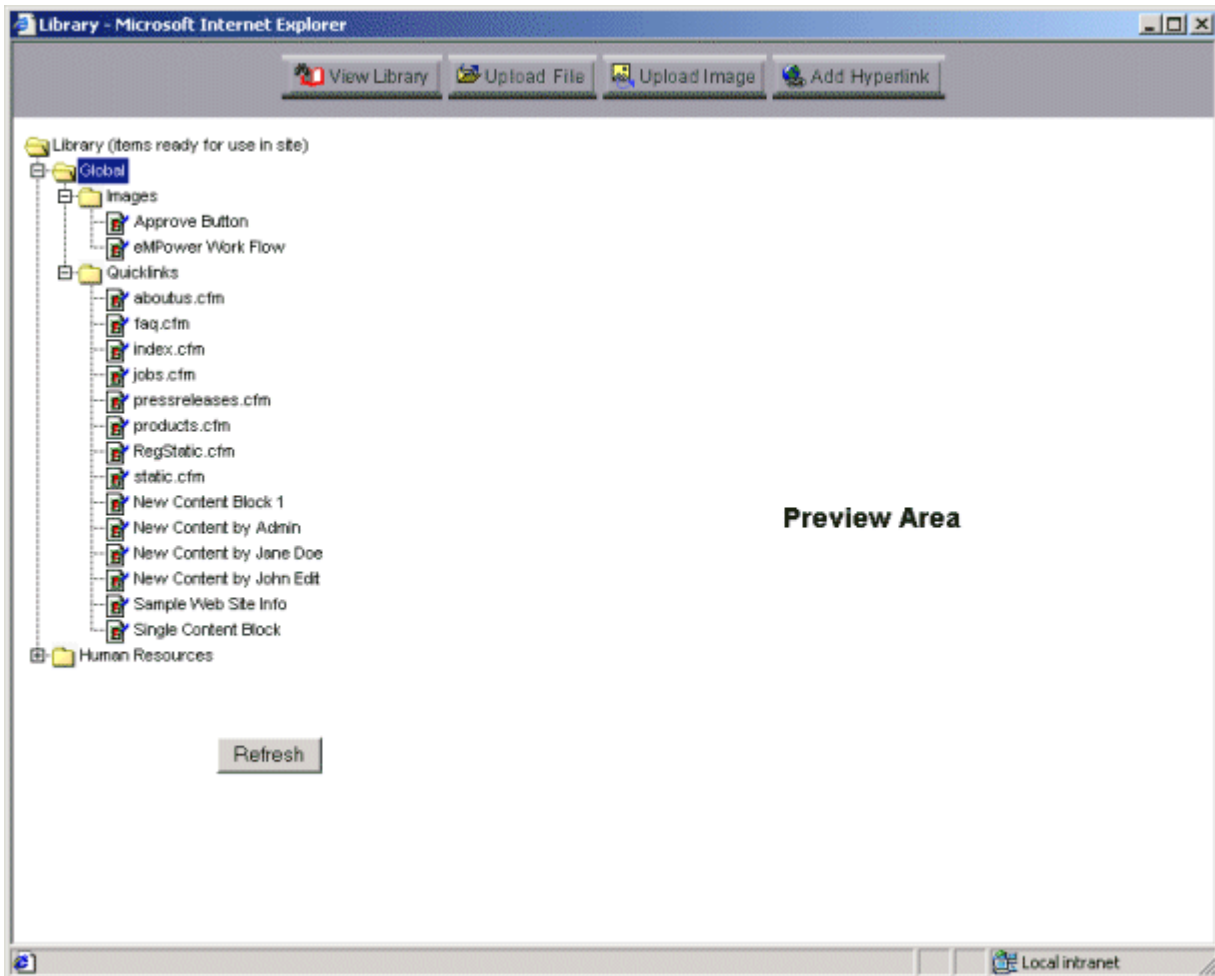 Library - Microsoft Internet Explorer
View Library
Upload File
Upload Image
Add Hyperlink
Library (items ready for use in site)
Global
Images
Approve Button
eMPower Work Flow
Quicklinks
aboutus.cfm
faq.cfm
index.cfm
jobs.cfm
pressreleases.cfm
products.cfm
RegStatic.cfm
static.cfm
New Content Block 1
New Content by Admin
New Content by Jane Doe
New Content by John Edit
Sample Web Site Info
Single Content Block
Human Resources
Preview Area
Refresh
Local intranet